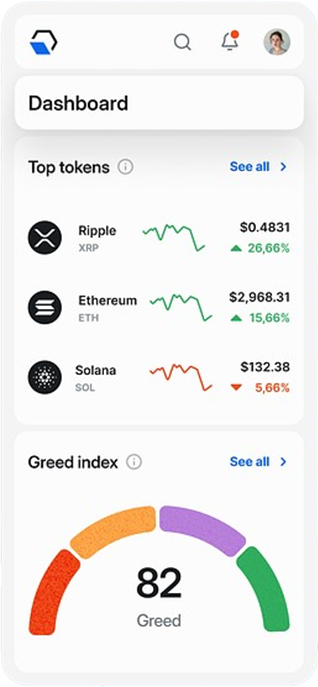 Dashboard
Top tokens
See all
Ripple
XRP
$0.4831
26,66%
Ethereum
ETH
$2,968.31
15,66%
Solana
SOL
$132.38
5,66%
Greed index
See all
82
Greed